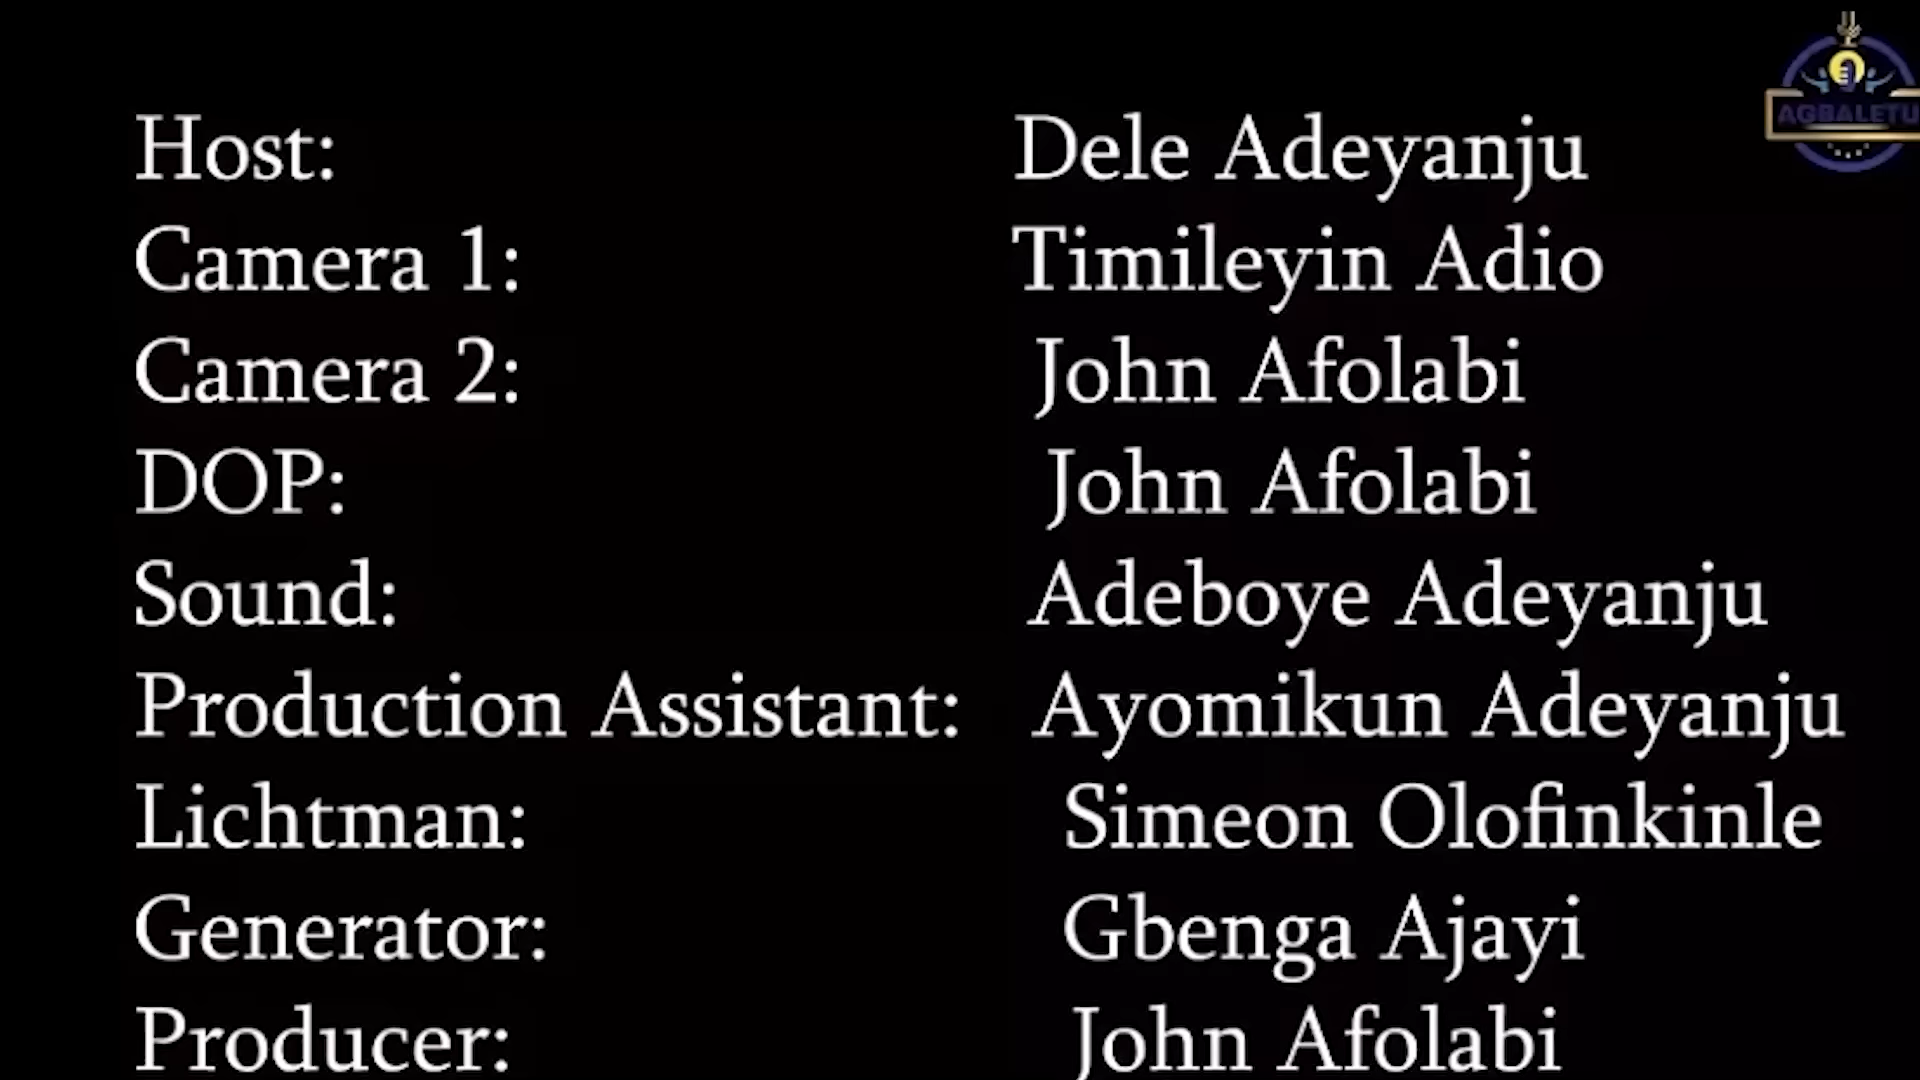 AGBALETU
Host: Dele Adeyanju
Camera 1: Timileyin Adio
Camera 2: John Afolabi
DOP: John Afolabi
Sound: Adeboye Adeyanju
Production Assistant: Ayomikun Adeyanju
Lichtman: Simeon Olofinkinle
Generator: Gbenga Ajayi
Producer: John Afolabi